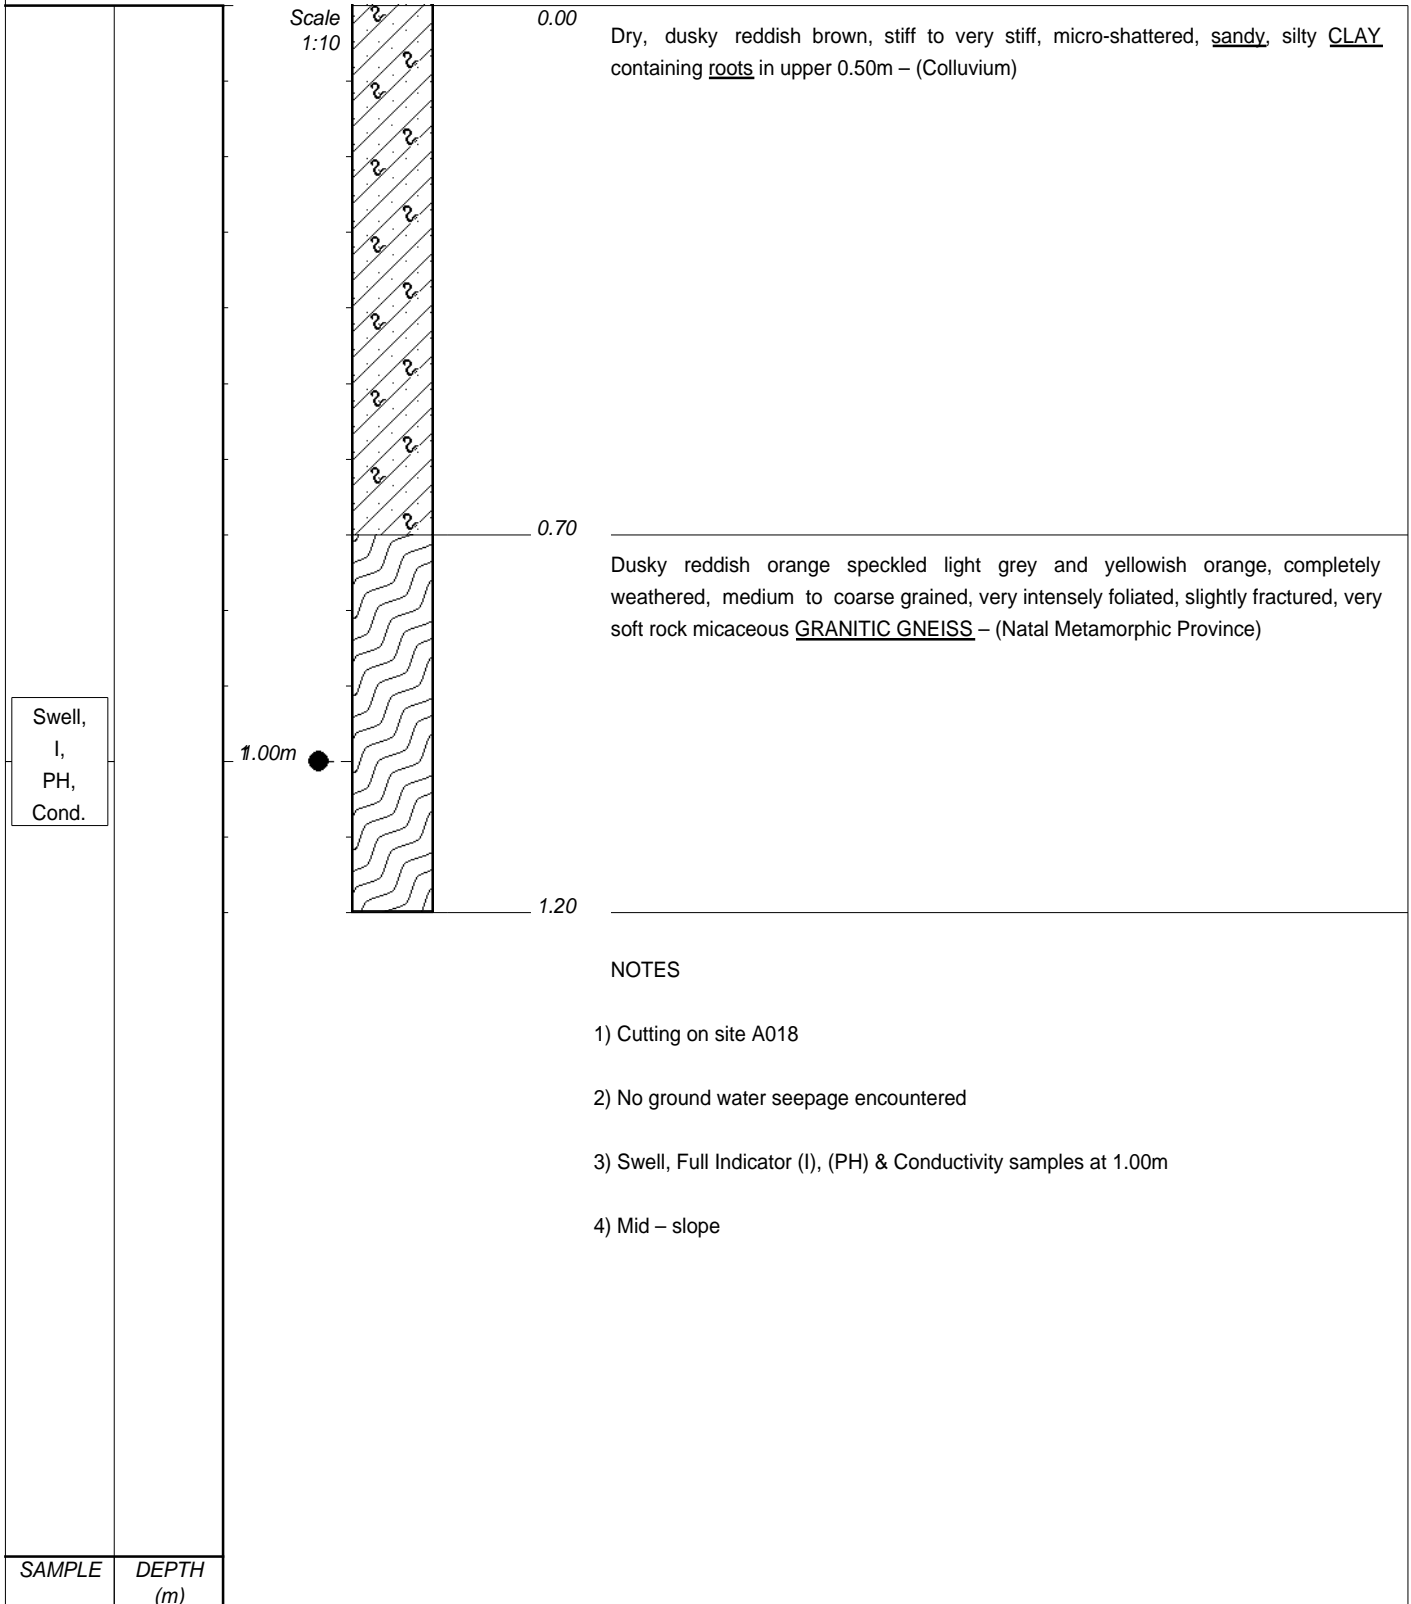 Scale
1:10
0.00
Dry, dusky reddish brown, stiff to very stiff, micro-shattered, sandy, silty CLAY
containing roots in upper 0.50m – (Colluvium)
0.70
Dusky reddish orange speckled light grey and yellowish orange, completely
weathered, medium to coarse grained, very intensely foliated, slightly fractured, very
soft rock micaceous GRANITIC GNEISS – (Natal Metamorphic Province)
Swell,
I,
PH,
Cond.
1.00m
1.20
NOTES
1) Cutting on site A018
2) No ground water seepage encountered
3) Swell, Full Indicator (I), (PH) & Conductivity samples at 1.00m
4) Mid – slope
SAMPLE
DEPTH
(m)